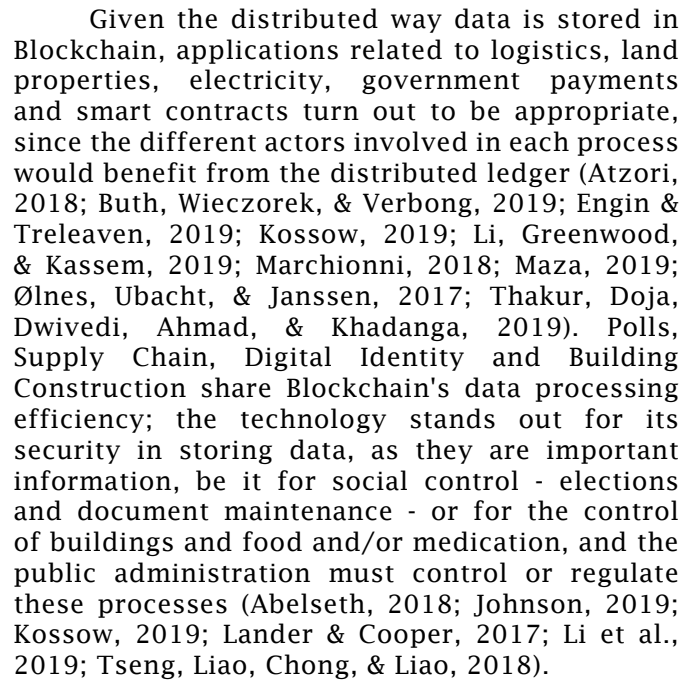 Given the distributed way data is stored in
Blockchain, applications related to logistics, land
properties, electricity, government payments
and smart contracts turn out to be appropriate,
since the different actors involved in each process
would benefit from the distributed ledger (Atzori,
2018; Buth, Wieczorek, & Verbong, 2019; Engin &
Treleaven, 2019; Kossow, 2019; Li, Greenwood,
& Kassem, 2019; Marchionni, 2018; Maza, 2019;
Ølnes, Ubacht, & Janssen, 2017; Thakur, Doja,
Dwivedi, Ahmad, & Khadanga, 2019). Polls,
Supply Chain, Digital Identity and Building
Construction share Blockchain's data processing
efficiency; the technology stands out for its
security in storing data, as they are important
information, be it for social control - elections
and document maintenance - or for the control
of buildings and food and/or medication, and the
public administration must control or regulate
these processes (Abelseth, 2018; Johnson, 2019;
Kossow, 2019; Lander & Cooper, 2017; Li et al.,
2019; Tseng, Liao, Chong, & Liao, 2018).